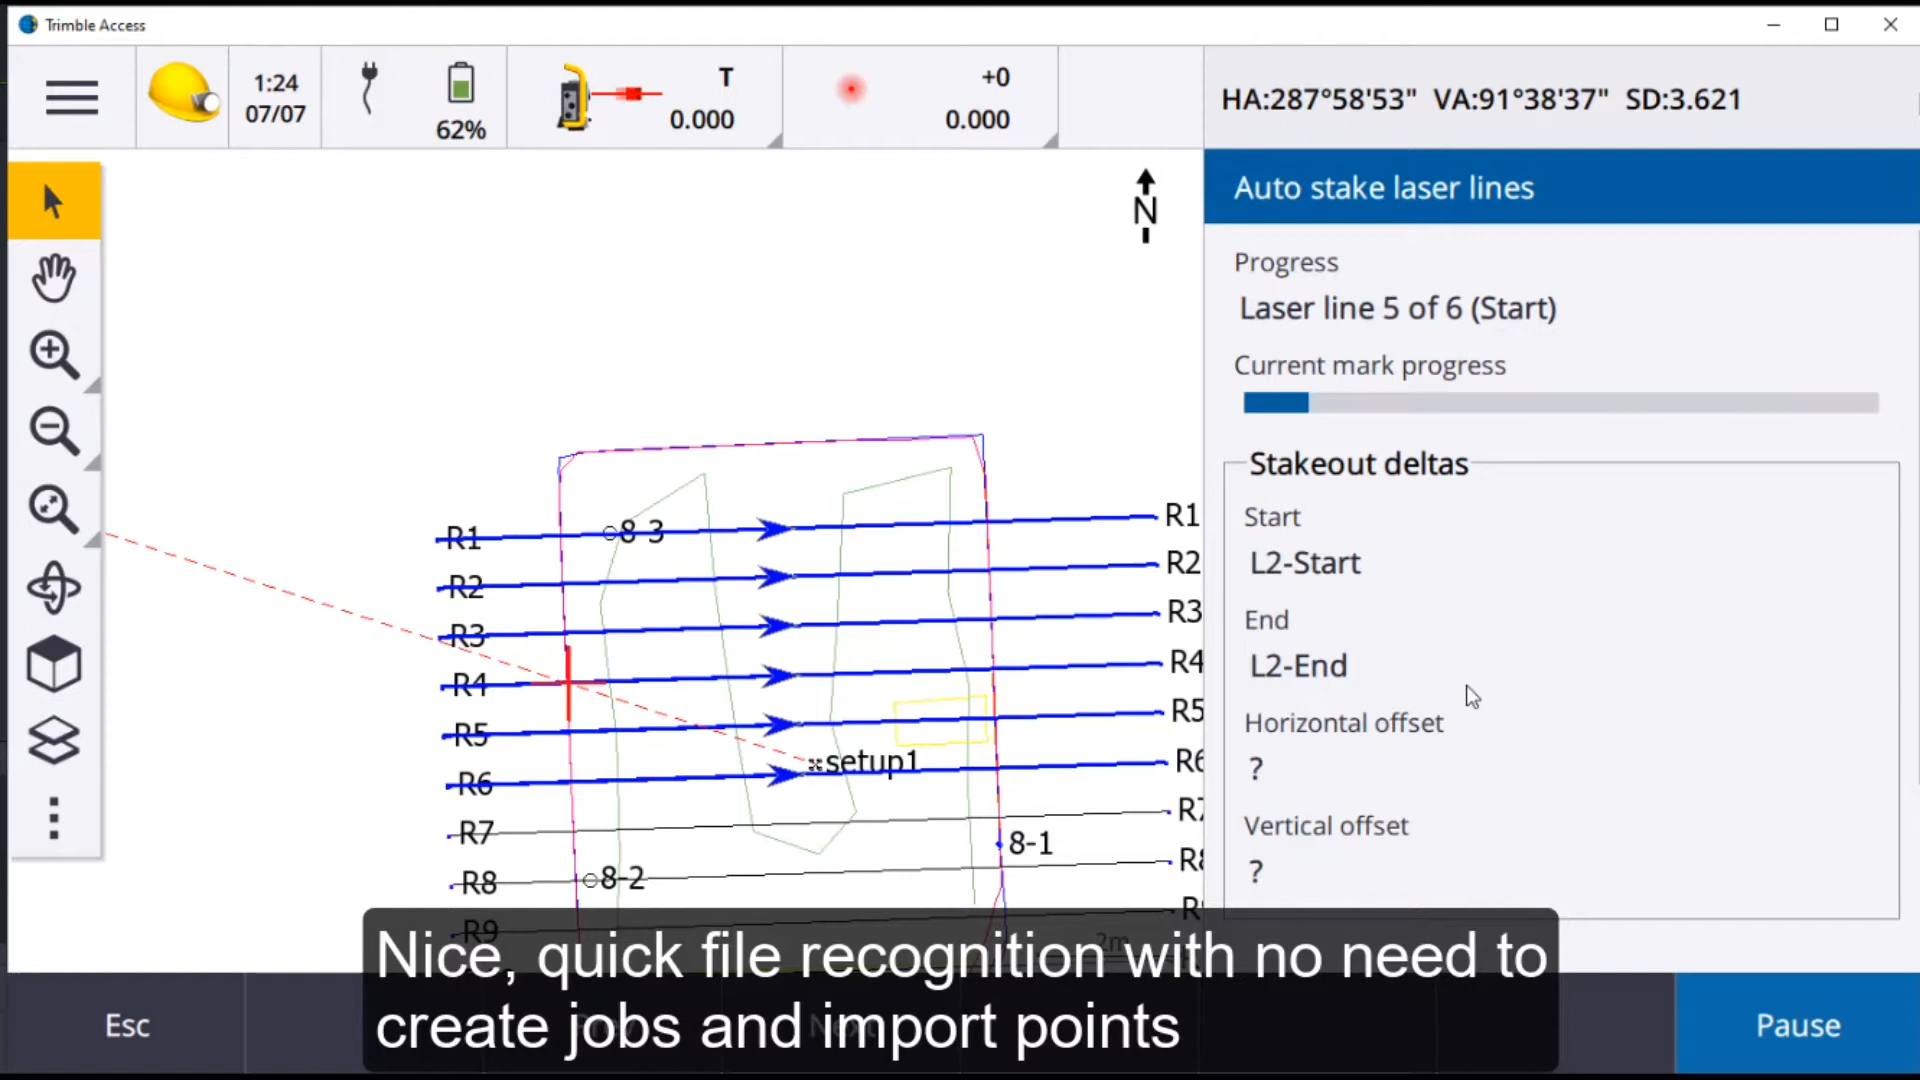 Trimble Access
1:24
07/07
62%
T
0.000
+0
0.000
HA:287°58'53" VA:91°38'37" SD:3.621
Auto stake laser lines
Progress
Laser line 5 of 6 (Start)
Current mark progress
Stakeout deltas
Start
L2-Start
End
L2-End
Horizontal offset
?
Vertical offset
?
N
R1 8-3 R1
R2 R2
R3 R3
R4 R4
R5 R5
setup1
R6 R6
R7 R7
8-1
R8 8-2 R8
R9
2m
Nice, quick file recognition with no need to
create jobs and import points
Esc
Pause